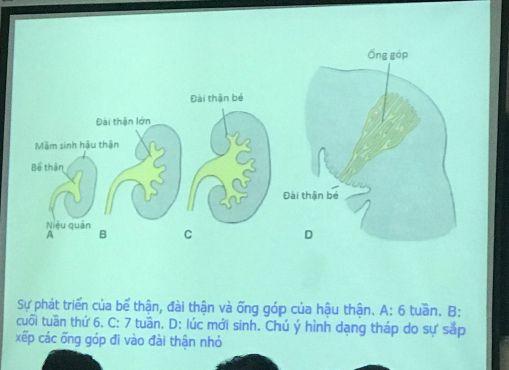 Ống góp
Đài thận bé
Đài thận lớn
Mầm sinh hậu thận
Bể thận
Đài thận bé
Niệu quản
A
B
C
D
Sự phát triển của bể thận, đài thận và ống góp của hậu thận. A: 6 tuần. B:
cuối tuần thứ 6. C: 7 tuần. D: lúc mới sinh. Chú ý hình dạng tháp do sự sắp
xếp các ống góp đi vào đài thận nhỏ